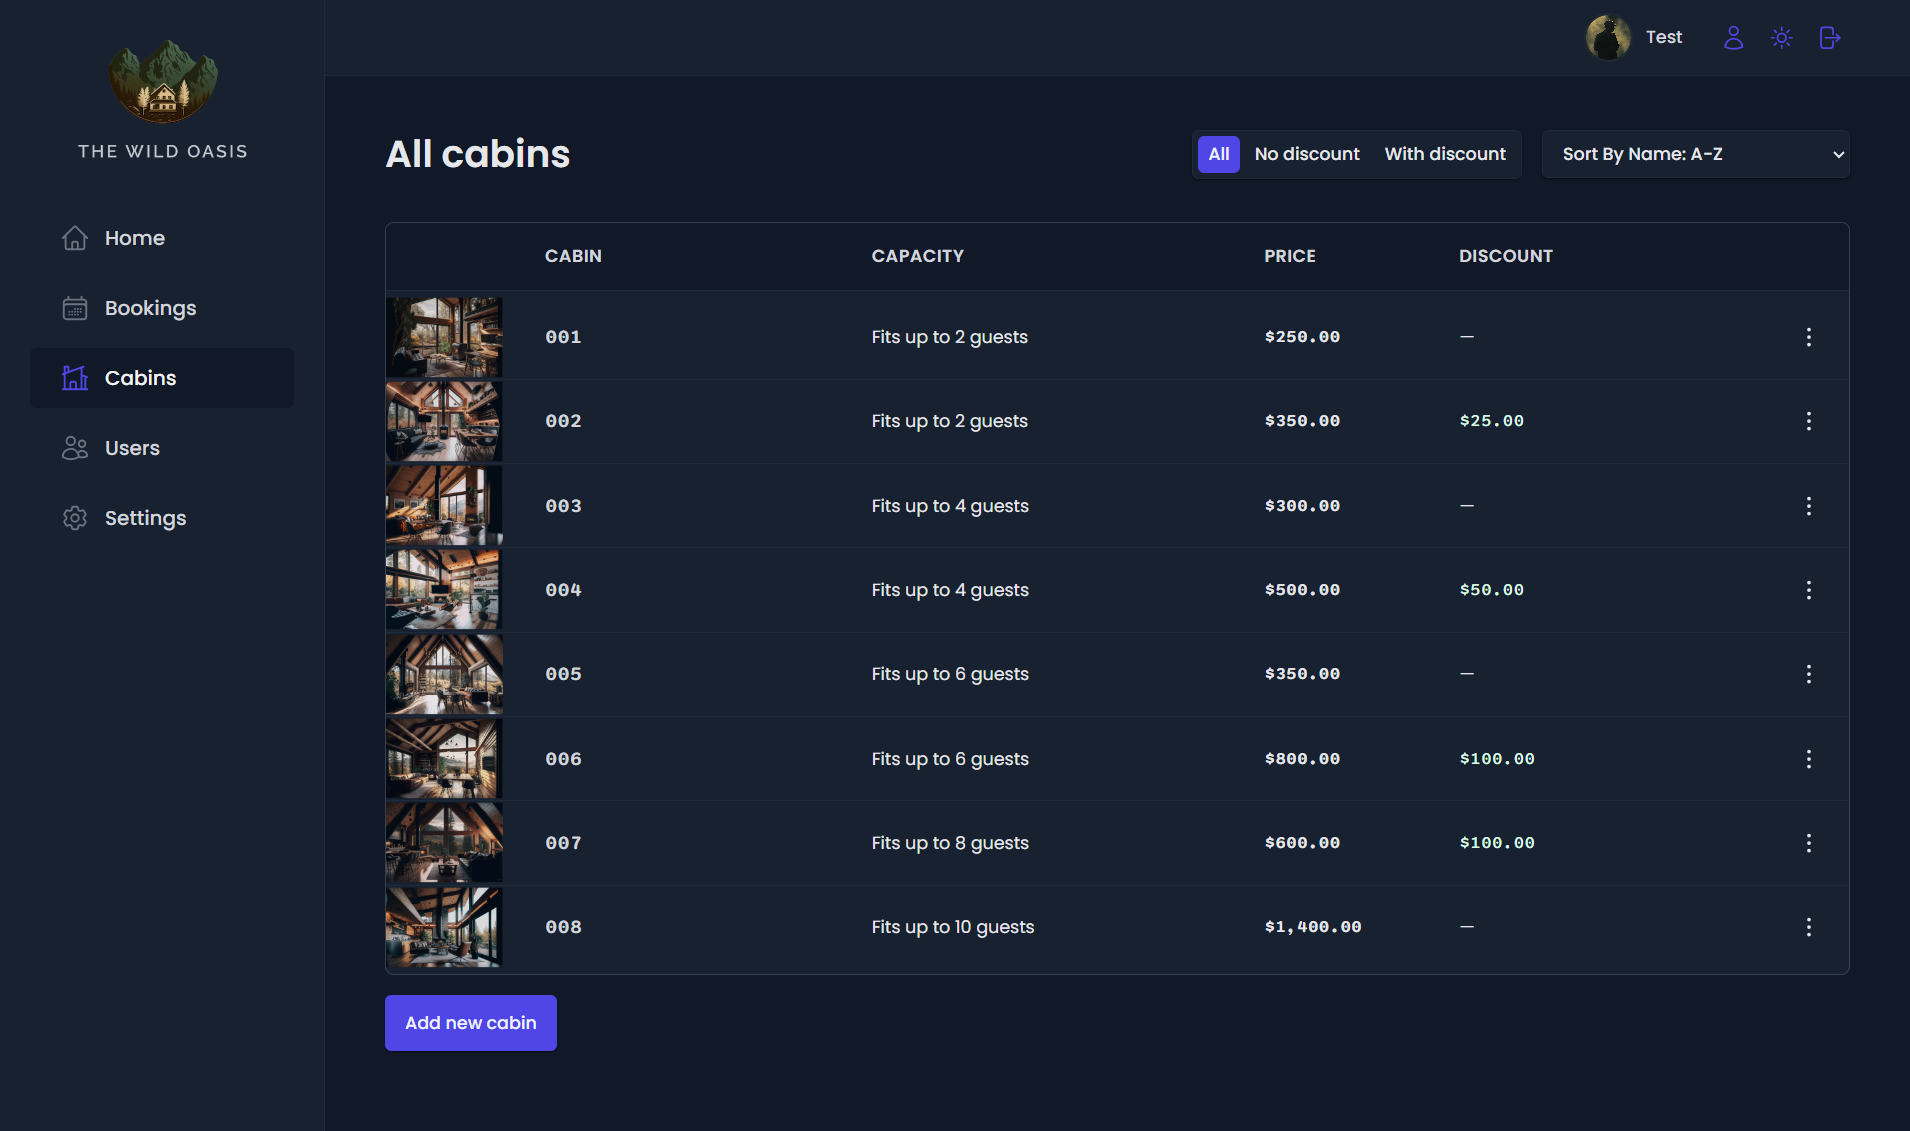 THE WILD OASIS
Home
Bookings
Cabins
Users
Settings
Test
All cabins
All No discount With discount Sort By Name: A-Z
CABIN CAPACITY PRICE DISCOUNT
001 Fits up to 2 guests $250.00 —
002 Fits up to 2 guests $350.00 $25.00
003 Fits up to 4 guests $300.00 —
004 Fits up to 4 guests $500.00 $50.00
005 Fits up to 6 guests $350.00 —
006 Fits up to 6 guests $800.00 $100.00
007 Fits up to 8 guests $600.00 $100.00
008 Fits up to 10 guests $1,400.00 —
Add new cabin